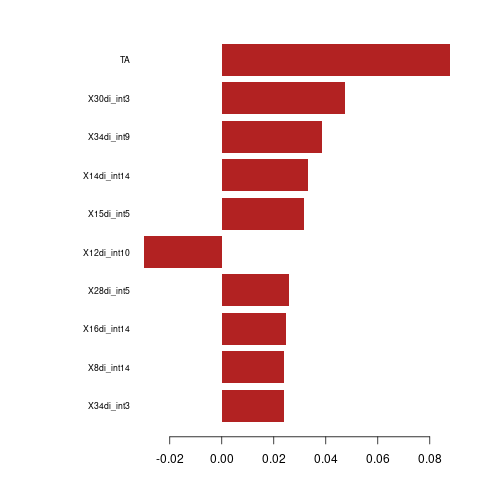 TA
X30di_int3
X34di_int9
X14di_int14
X15di_int5
X12di_int10
X28di_int5
X16di_int14
X8di_int14
X34di_int3
-0.02 0.00 0.02 0.04 0.06 0.08